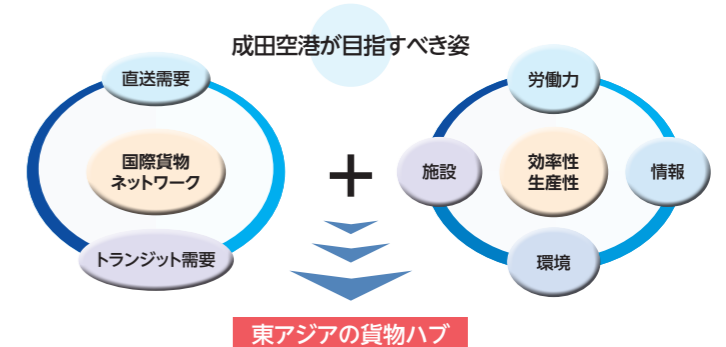 成田空港が目指すべき姿
直送需要
国際貨物
ネットワーク
トランジット需要
+
労働力
施設
効率性
生産性
情報
環境
東アジアの貨物ハブ